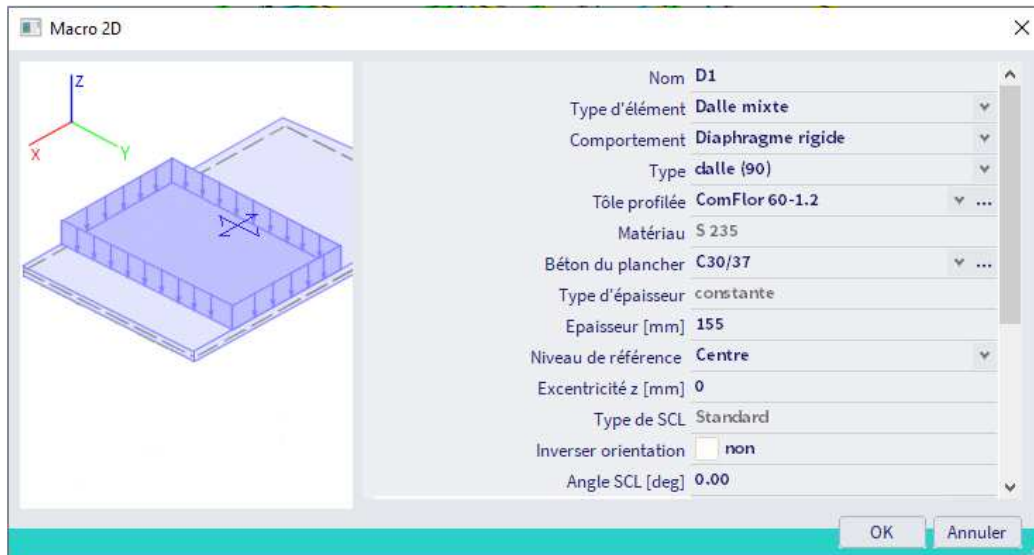 Macro 2D
Z
X
Y
Nom D1
Type d'élément Dalle mixte
Comportement Diaphragme rigide
Type dalle (90)
Tôle profilée ComFlor 60-1.2 ...
Matériau S 235
Béton du plancher C30/37 ...
Type d'épaisseur constante
Epaisseur [mm] 155
Niveau de référence Centre
Excentricité z [mm] 0
Type de SCL Standard
Inverser orientation non
Angle SCL [deg] 0.00
OK Annuler